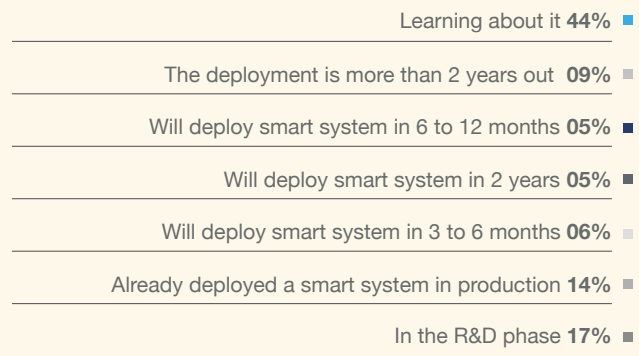 Learning about it 44%
The deployment is more than 2 years out 09%
Will deploy smart system in 6 to 12 months 05%
Will deploy smart system in 2 years 05%
Will deploy smart system in 3 to 6 months 06%
Already deployed a smart system in production 14%
In the R&D phase 17%